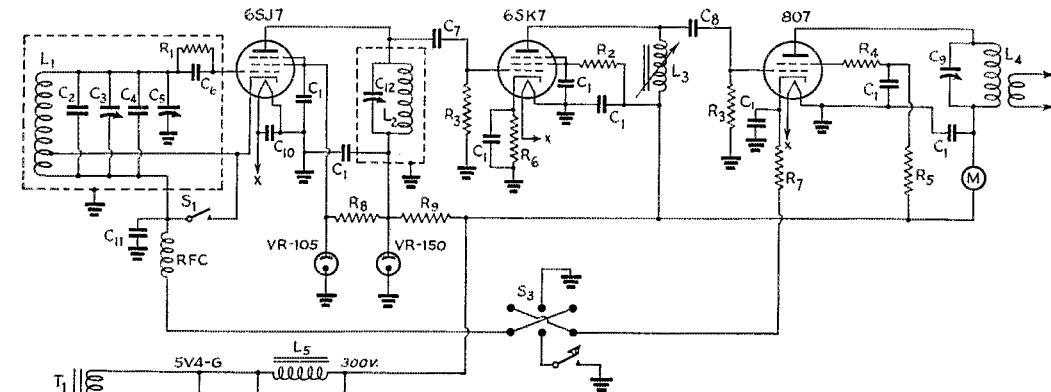 6SJ7
6SK7
807
L1
R1
C6
C2
C3
C4
C5
C1
C10
C12
L2
C1
C7
R3
R2
C1
C1
C1
R6
L3
C8
R3
C1
R4
C1
R7
R5
C9
L4
C1
M
X
X
X
S1
C11
RFC
R8
R9
VR-105
VR-150
S3
5V4-G
L5
300V.
T1